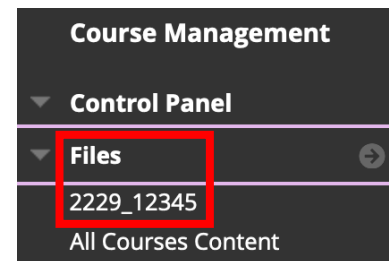 Course Management
Control Panel
Files
2229_12345
All Courses Content